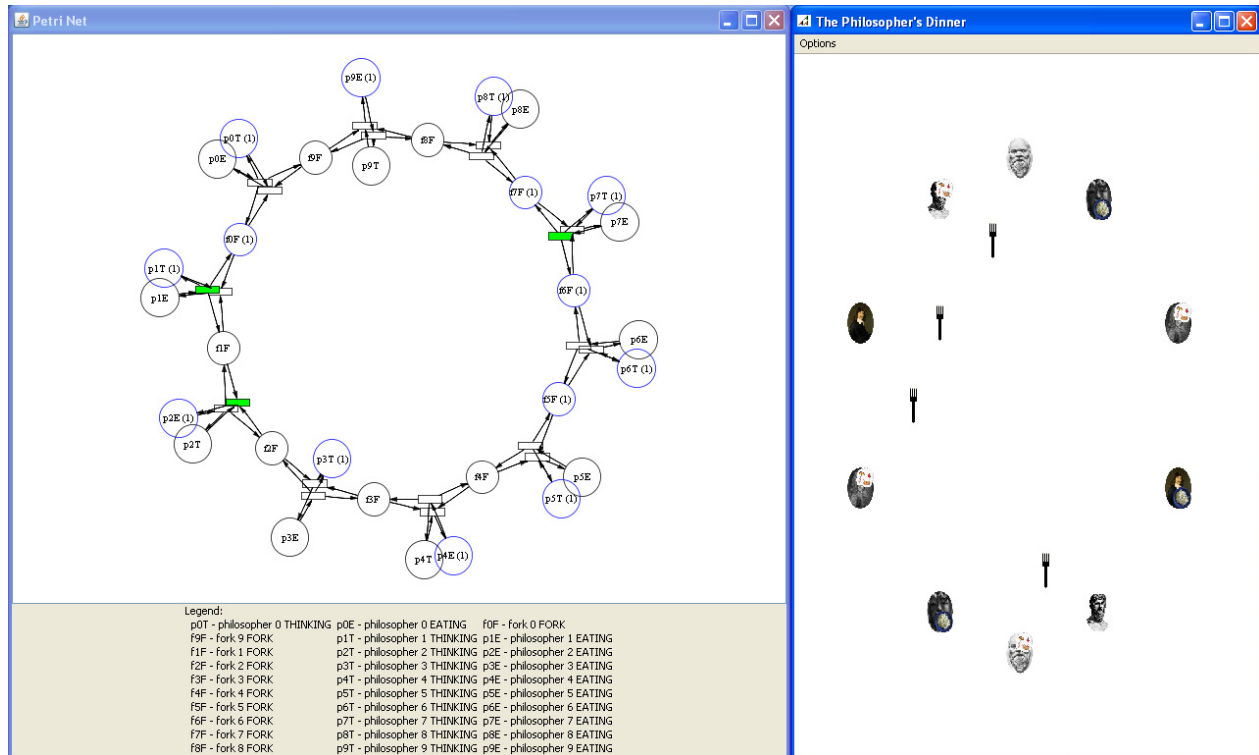 Petri Net
p9E (1)
p8T (1)
p8E
p0T (1)
f8F
p0E
f9F
p9T
f7F (1)
p7T (1)
p7E
f0F (1)
p1T (1)
p1E
f6F (1)
p6E
f1F
p6T (1)
f5F (1)
p2E (1)
p2T
f2F
p3T (1)
f4F
p5E
p5T (1)
f3F
p3E
p4T
p4E (1)
Legend:
p0T - philosopher 0 THINKING p0E - philosopher 0 EATING f0F - fork 0 FORK
f9F - fork 9 FORK p1T - philosopher 1 THINKING p1E - philosopher 1 EATING
f1F - fork 1 FORK p2T - philosopher 2 THINKING p2E - philosopher 2 EATING
f2F - fork 2 FORK p3T - philosopher 3 THINKING p3E - philosopher 3 EATING
f3F - fork 3 FORK p4T - philosopher 4 THINKING p4E - philosopher 4 EATING
f4F - fork 4 FORK p5T - philosopher 5 THINKING p5E - philosopher 5 EATING
f5F - fork 5 FORK p6T - philosopher 6 THINKING p6E - philosopher 6 EATING
f6F - fork 6 FORK p7T - philosopher 7 THINKING p7E - philosopher 7 EATING
f7F - fork 7 FORK p8T - philosopher 8 THINKING p8E - philosopher 8 EATING
f8F - fork 8 FORK p9T - philosopher 9 THINKING p9E - philosopher 9 EATING
The Philosopher's Dinner
Options